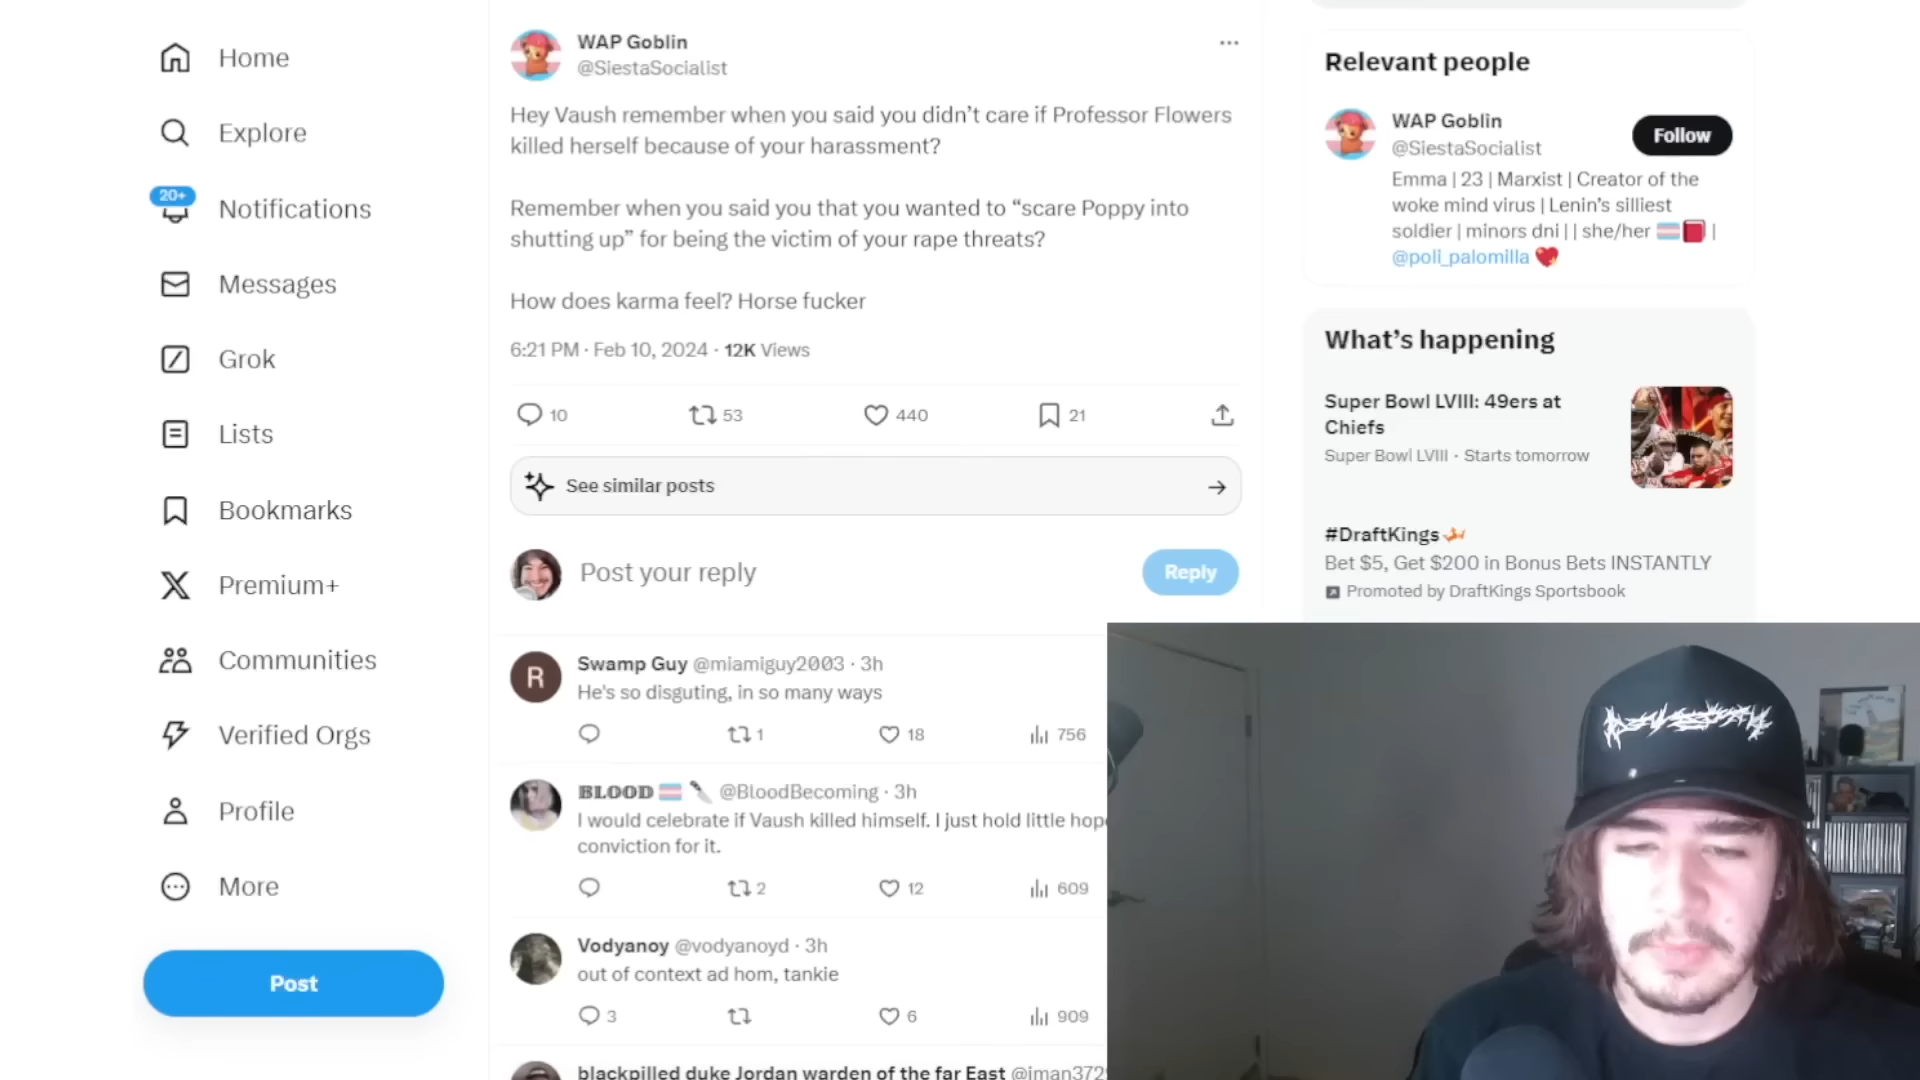 Home
Explore
20+
Notifications
Messages
Grok
Lists
Bookmarks
Premium+
Communities
Verified Orgs
Profile
More
Post
WAP Goblin
@SiestaSocialist
Hey Vaush remember when you said you didn't care if Professor Flowers
killed herself because of your harassment?
Remember when you said you that you wanted to “scare Poppy into
shutting up” for being the victim of your rape threats?
How does karma feel? Horse fucker
6:21 PM · Feb 10, 2024 · 12K Views
10 53 440 21
See similar posts
Post your reply
Reply
Swamp Guy @miamiguy2003 · 3h
He's so disguting, in so many ways
1 18 756
BLOOD @BloodBecoming · 3h
I would celebrate if Vaush killed himself. I just hold little hop
conviction for it.
2 12 609
Vodyanoy @vodyanoyd · 3h
out of context ad hom, tankie
3 6 909
blackpilled duke Jordan warden of the far East @iman372
Relevant people
WAP Goblin
@SiestaSocialist
Follow
Emma | 23 | Marxist | Creator of the
woke mind virus | Lenin's silliest
soldier | minors dni | | she/her |
@poli_palomilla
What's happening
Super Bowl LVIII: 49ers at
Chiefs
Super Bowl LVIII · Starts tomorrow
#DraftKings
Bet $5, Get $200 in Bonus Bets INSTANTLY
Promoted by DraftKings Sportsbook
R